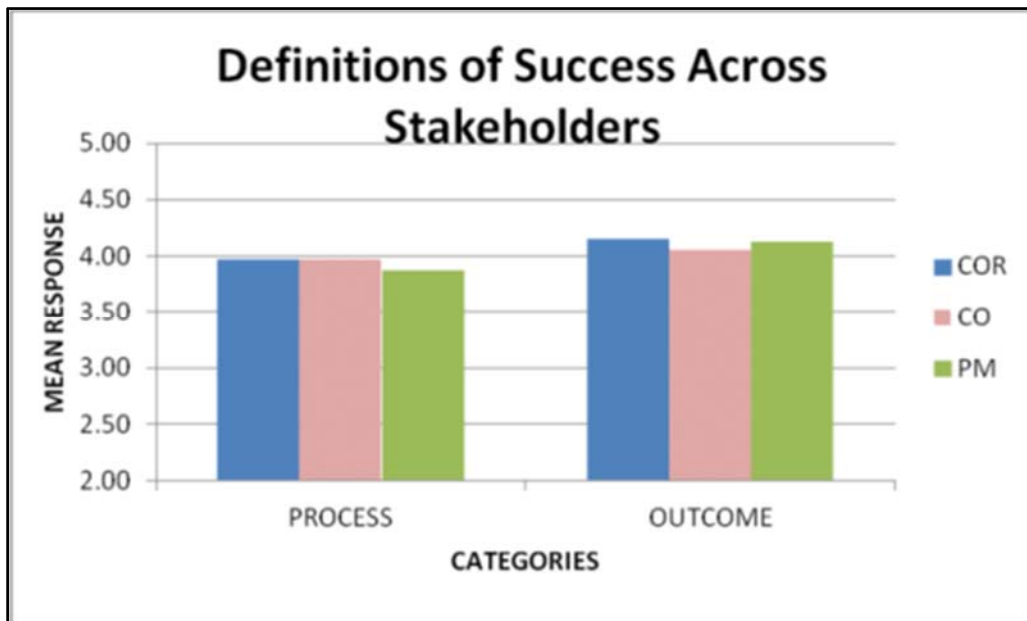 Definitions of Success Across
Stakeholders
5.00
4.50
4.00
3.50
3.00
2.50
2.00
MEAN RESPONSE
PROCESS
OUTCOME
CATEGORIES
COR
CO
PM